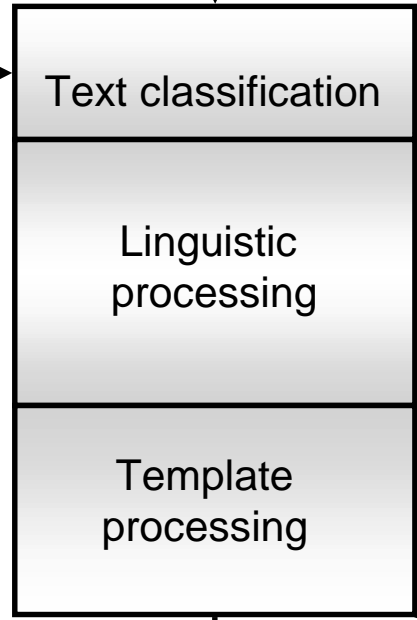 Text classification
Linguistic
processing
Template
processing